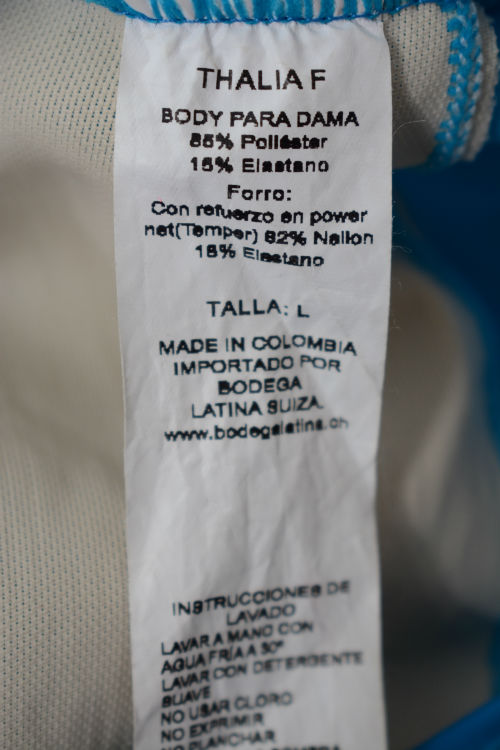 THALIA F
BODY PARA DAMA
85% Poliéster
15% Elastano
Forro:
Con refuerzo en power
net(Temper) 82% Nailon
18% Elastano
TALLA: L
MADE IN COLOMBIA
IMPORTADO POR
BODEGA
LATINA SUIZA.
www.bodegalatina.ch
INSTRUCCIONES DE
LAVADO
LAVAR A MANO CON
AGUA FRIA A 30°
LAVAR CON DETERGENTE
SUAVE
NO USAR CLORO
NO EXPRIMIR
NO PLANCHAR